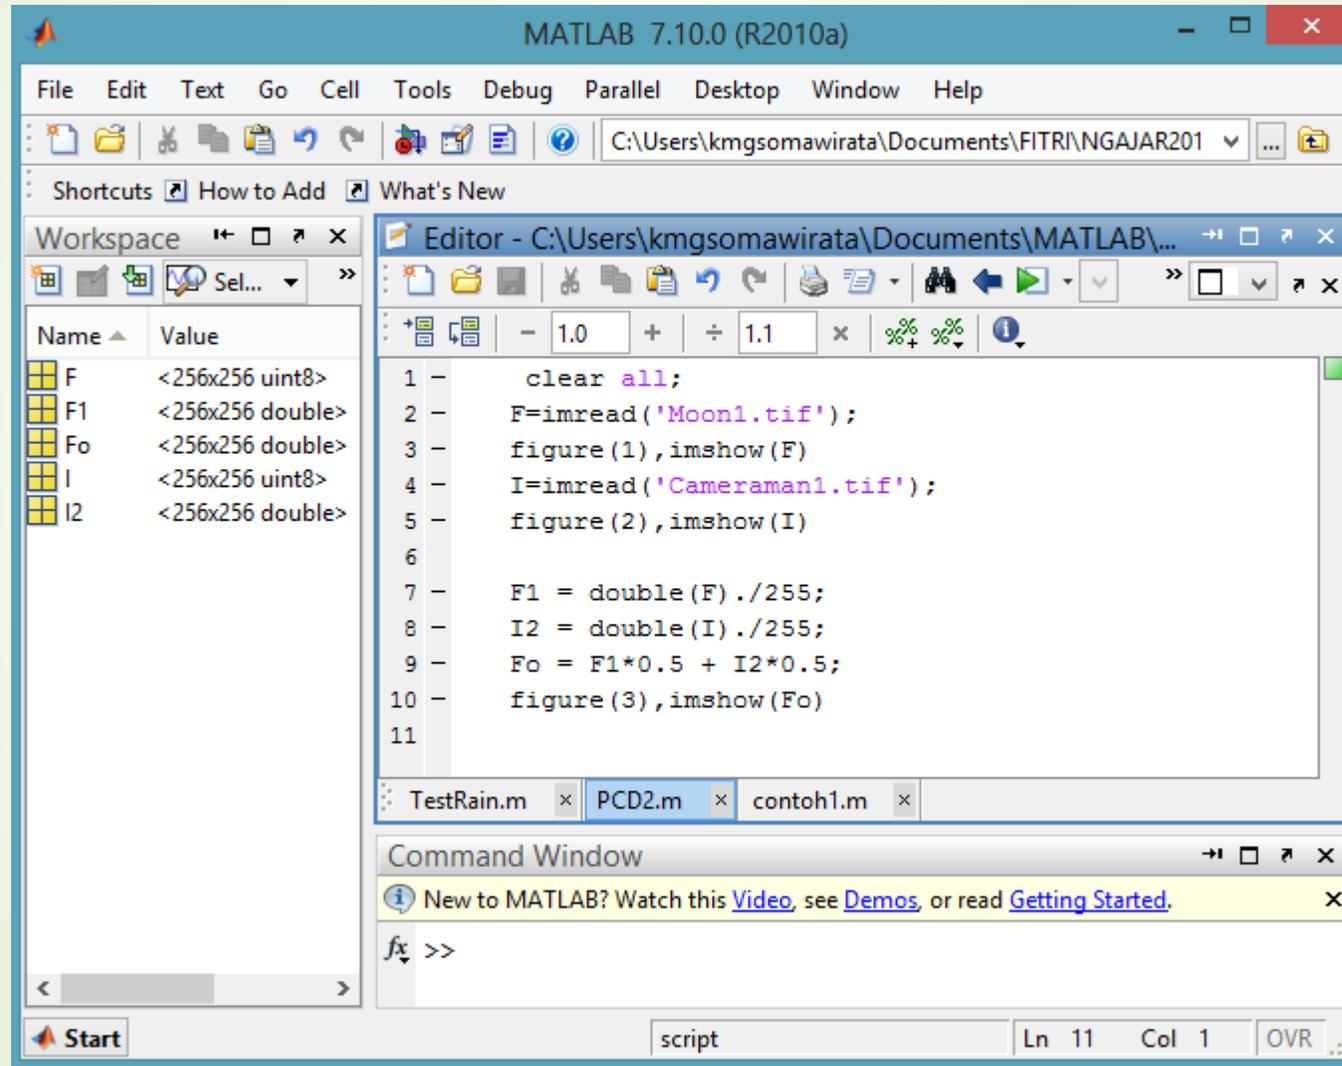 MATLAB 7.10.0 (R2010a)
File Edit Text Go Cell Tools Debug Parallel Desktop Window Help
C:\Users\kmgsomawirata\Documents\FITRI\NGAJAR201
Shortcuts How to Add What's New
Workspace
Sel...
Name Value
F <256x256 uint8>
F1 <256x256 double>
Fo <256x256 double>
I <256x256 uint8>
I2 <256x256 double>
Editor - C:\Users\kmgsomawirata\Documents\MATLAB\...
− 1.0 + ÷ 1.1 ×
1 − clear all;
2 − F=imread('Moon1.tif');
3 − figure(1),imshow(F)
4 − I=imread('Cameraman1.tif');
5 − figure(2),imshow(I)
6
7 − F1 = double(F)./255;
8 − I2 = double(I)./255;
9 − Fo = F1*0.5 + I2*0.5;
10 − figure(3),imshow(Fo)
11
TestRain.m × PCD2.m × contoh1.m ×
Command Window
New to MATLAB? Watch this Video, see Demos, or read Getting Started.
fx >>
Start script Ln 11 Col 1 OVR